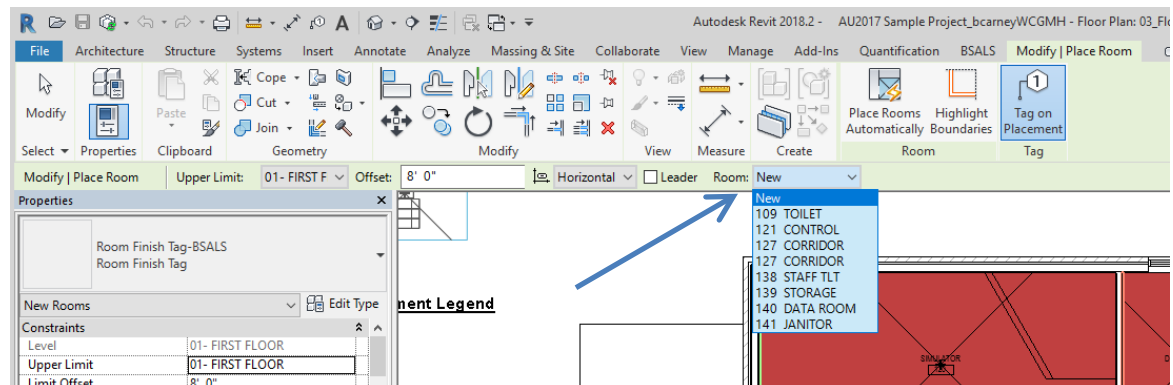 Autodesk Revit 2018.2 - AU2017 Sample Project_bcarneyWCGMH - Floor Plan: 03_Flo
File Architecture Structure Systems Insert Annotate Analyze Massing & Site Collaborate View Manage Add-Ins Quantification BSALS Modify | Place Room
Modify
Paste
Cope
Cut
Join
Place Rooms Automatically
Highlight Boundaries
Tag on Placement
Select Properties Clipboard Geometry Modify View Measure Create Room Tag
Modify | Place Room Upper Limit: 01- FIRST F Offset: 8' 0" Horizontal Leader Room: New
Properties
Room Finish Tag-BSALS
Room Finish Tag
New Rooms Edit Type
Constraints
Level 01- FIRST FLOOR
Upper Limit 01- FIRST FLOOR
Limit Offset 8' 0"
ment Legend
New
109 TOILET
121 CONTROL
127 CORRIDOR
127 CORRIDOR
138 STAFF TLT
139 STORAGE
140 DATA ROOM
141 JANITOR